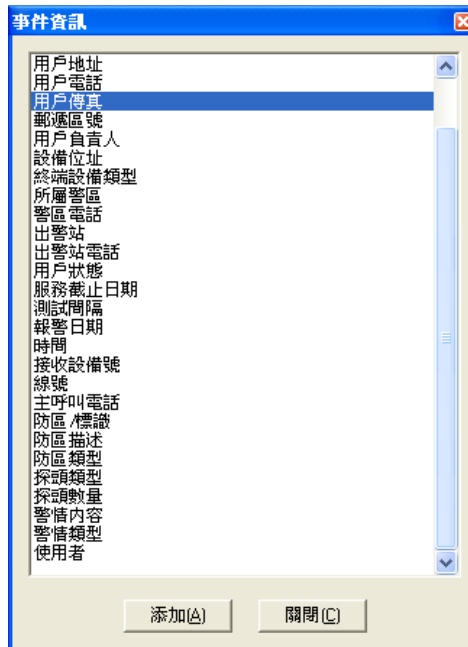 事件資訊
用戶地址
用戶電話
用戶傳真
郵遞區號
用戶負責人
設備位址
終端設備類型
所屬警區
警區電話
出警站
出警站電話
用戶狀態
服務截止日期
測試間隔
報警日期
時間
接收設備號
線號
主呼叫電話
防區/標識
防區描述
防區類型
探頭類型
探頭數量
警情内容
警情類型
使用者
添加(A) 關閉(C)